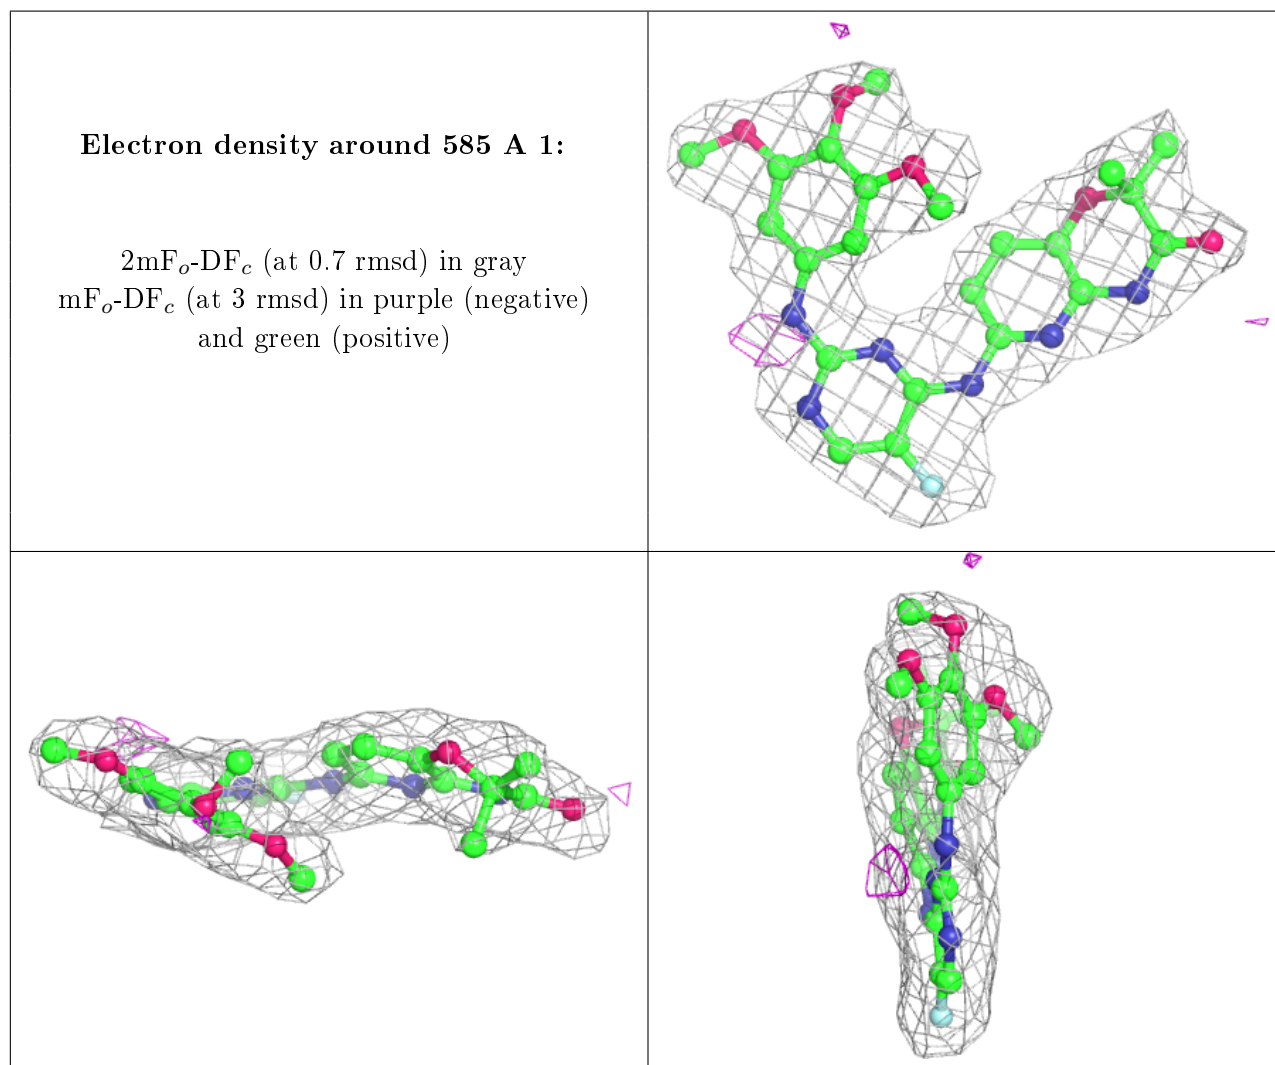 Electron density around 585 A 1:
2mFo-DFc (at 0.7 rmsd) in gray
mFo-DFc (at 3 rmsd) in purple (negative)
and green (positive)